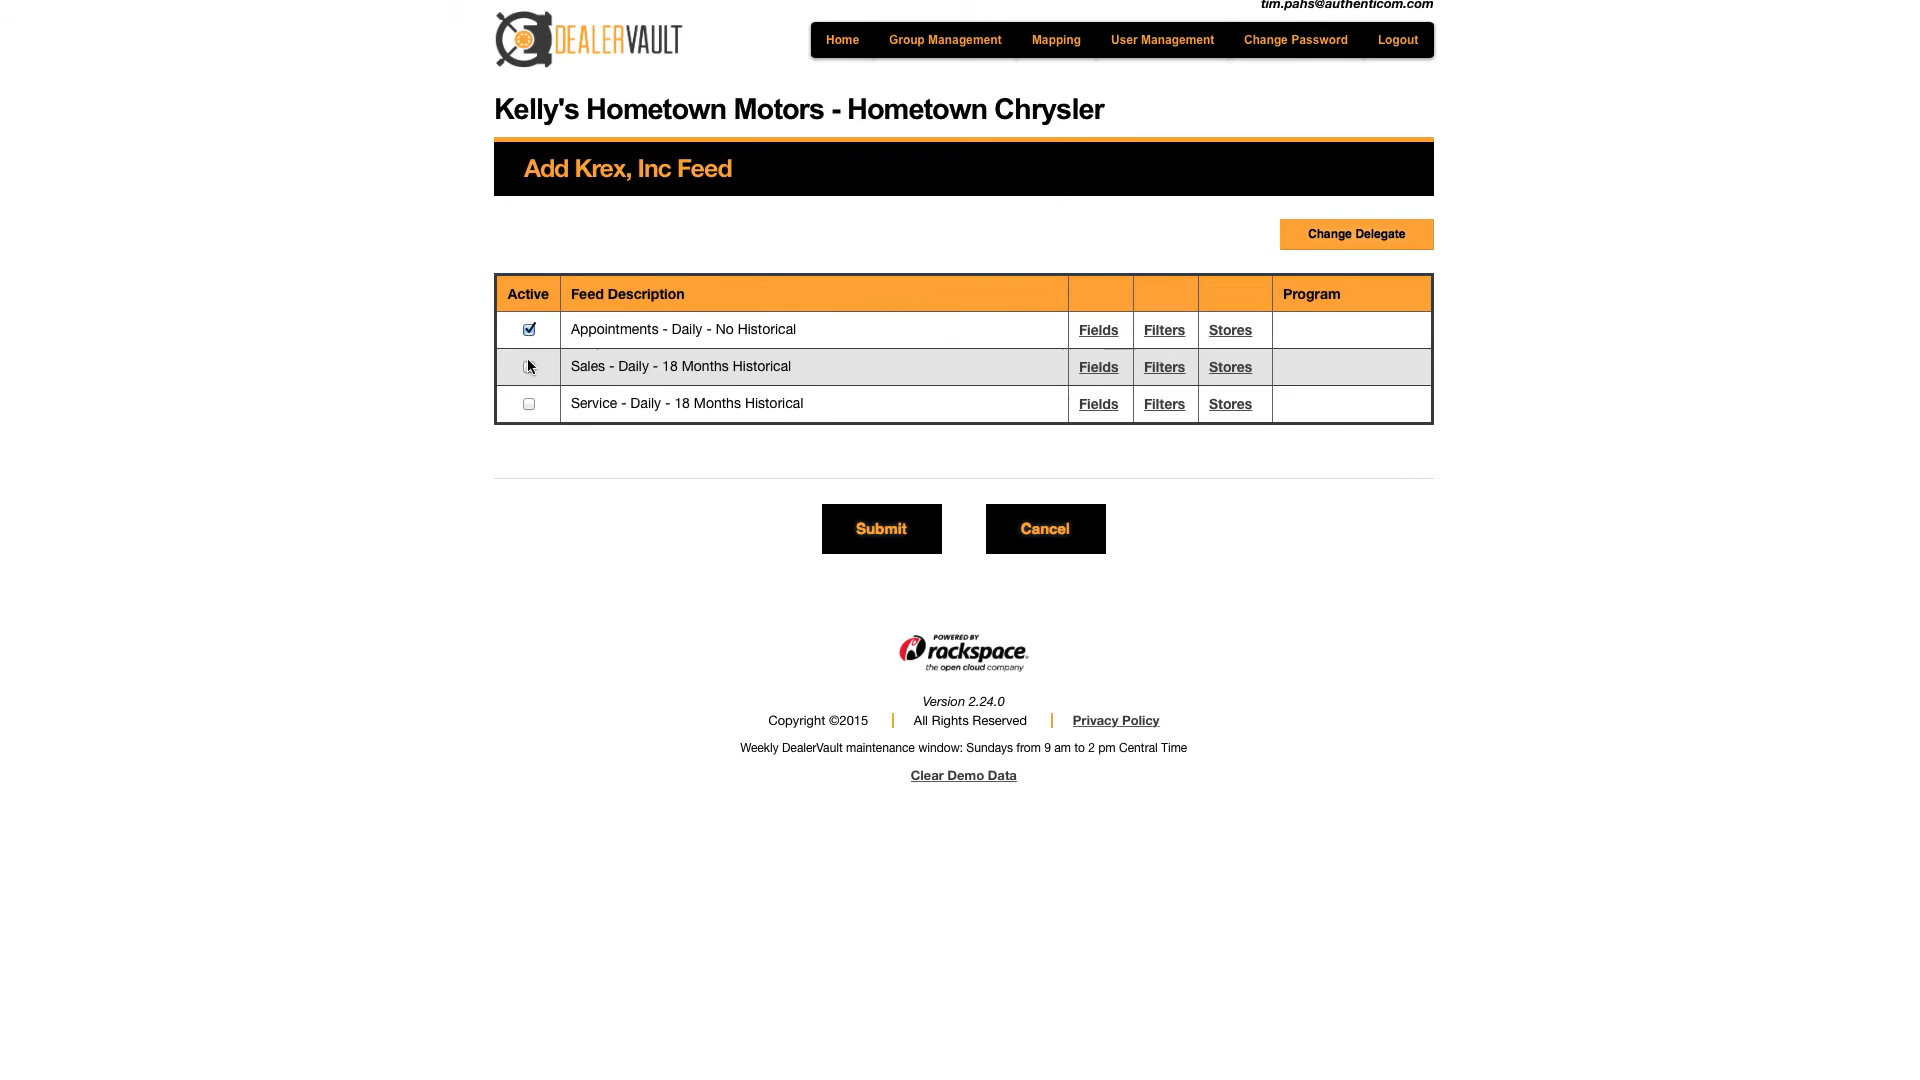 tim.pahs@authenticom.com
DEALERVAULT
Home Group Management Mapping User Management Change Password Logout
Kelly's Hometown Motors - Hometown Chrysler
Add Krex, Inc Feed
Change Delegate
Active Feed Description Program
Appointments - Daily - No Historical Fields Filters Stores
Sales - Daily - 18 Months Historical Fields Filters Stores
Service - Daily - 18 Months Historical Fields Filters Stores
Submit Cancel
POWERED BY
rackspace
the open cloud company
Version 2.24.0
Copyright ©2015 All Rights Reserved Privacy Policy
Weekly DealerVault maintenance window: Sundays from 9 am to 2 pm Central Time
Clear Demo Data